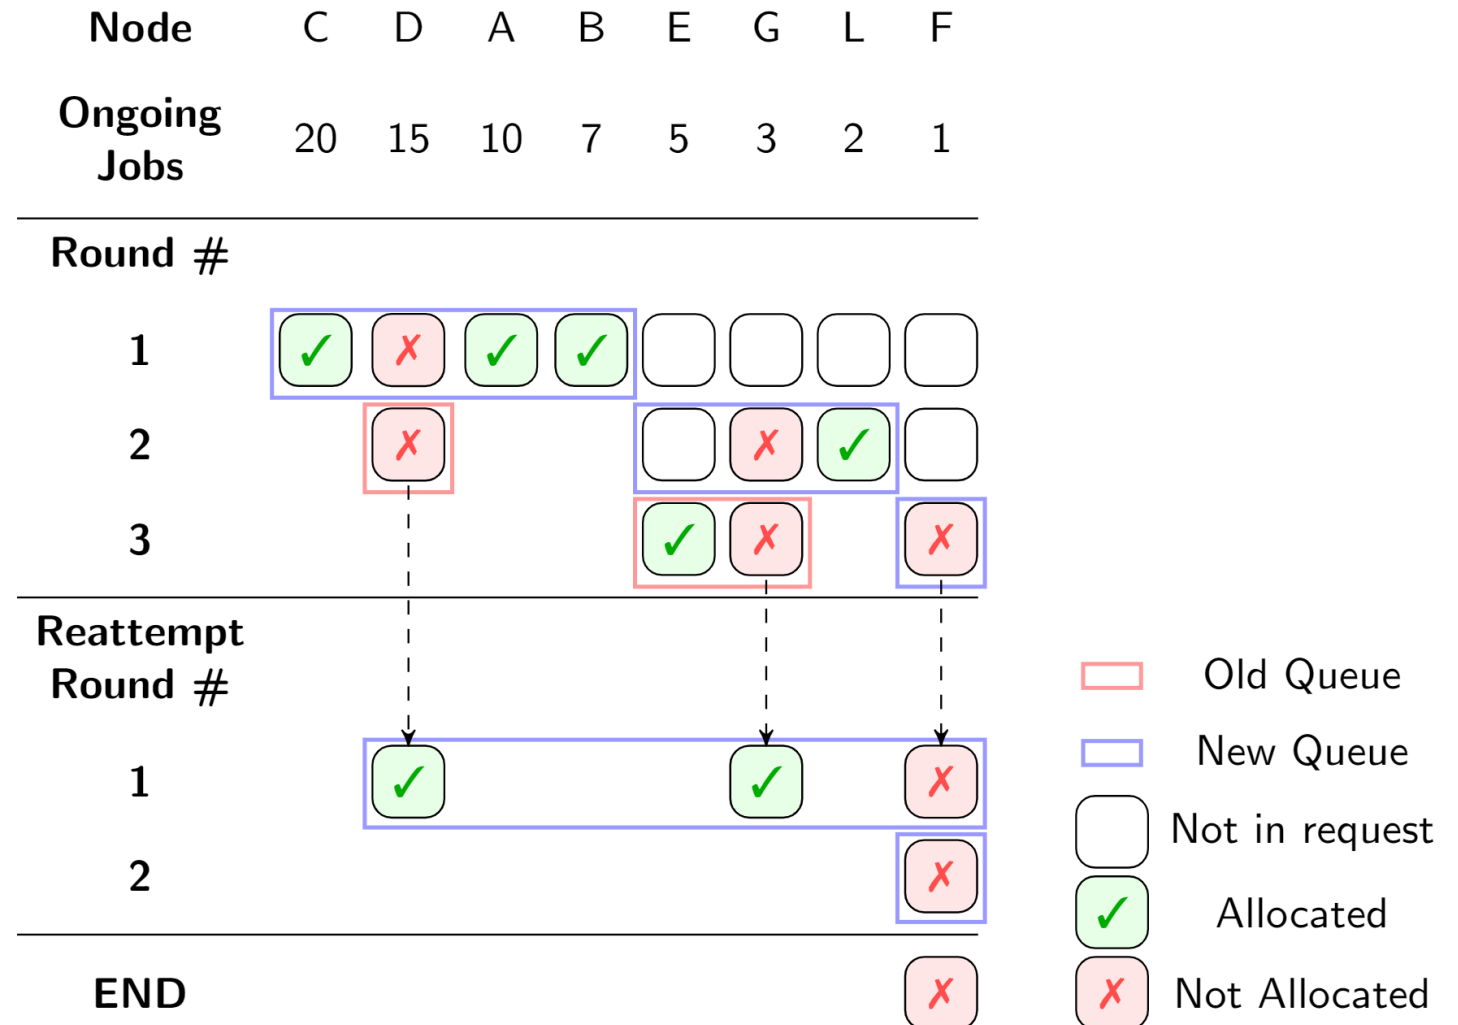 Node C D A B E G L F
Ongoing
Jobs 20 15 10 7 5 3 2 1
Round #
1 ✓ ✗ ✓ ✓
2 ✗ ✗ ✓
3 ✓ ✗ ✗
Reattempt
Round #
1 ✓ ✓ ✗
2 ✗
END ✗
Old Queue
New Queue
Not in request
✓ Allocated
✗ Not Allocated